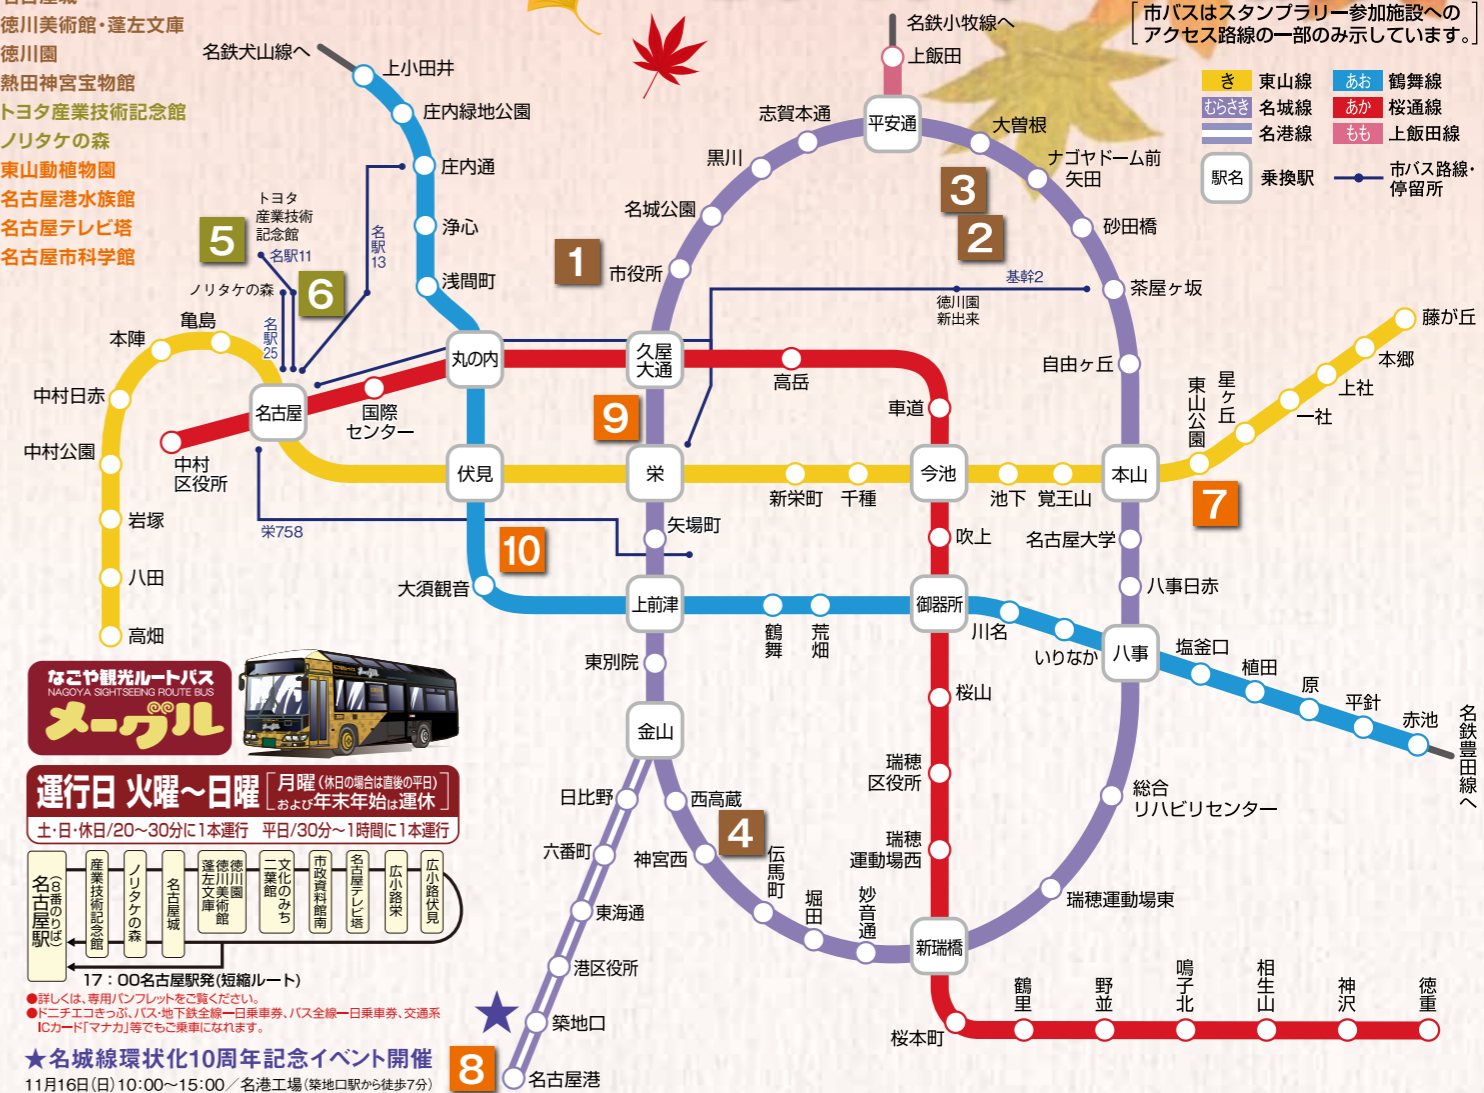 徳川美術館・蓬左文庫
徳川園
熱田神宮宝物館
トヨタ産業技術記念館
ノリタケの森
東山動植物園
名古屋港水族館
名古屋テレビ塔
名古屋市科学館
市バスはスタンプラリー参加施設への
アクセス路線の一部のみ示しています。
き 東山線
あお 鶴舞線
むらさき 名城線
あか 桜通線
名港線
もも 上飯田線
駅名 乗換駅
市バス路線・
停留所
名鉄犬山線へ
上小田井
庄内緑地公園
庄内通
浄心
浅間町
名鉄小牧線へ
上飯田
平安通
志賀本通
黒川
名城公園
市役所
大曽根
ナゴヤドーム前
矢田
砂田橋
茶屋ヶ坂
自由ヶ丘
1
2
3
5
6
トヨタ
産業技術
記念館
名駅11
ノリタケの森
名駅25
名駅13
基幹2
徳川園
新出来
亀島
本陣
中村日赤
中村公園
岩塚
八田
高畑
名古屋
中村
区役所
国際
センター
丸の内
久屋
大通
高岳
車道
9
伏見
栄
新栄町
千種
今池
池下
覚王山
本山
東山公園
星ヶ丘
一社
上社
本郷
藤が丘
7
栄758
10
矢場町
吹上
名古屋大学
八事日赤
大須観音
上前津
鶴舞
荒畑
御器所
川名
いりなか
八事
塩釜口
植田
原
平針
赤池
名鉄豊田線へ
東別院
金山
桜山
瑞穂
区役所
瑞穂
運動場西
総合
リハビリセンター
瑞穂運動場東
日比野
六番町
東海通
港区役所
築地口
名古屋港
8
西高蔵
4
神宮西
伝馬町
堀田
妙音通
新瑞橋
桜本町
鶴里
野並
鳴子北
相生山
神沢
徳重
なごや観光ルートバス
NAGOYA SIGHTSEEING ROUTE BUS
メーグル
運行日 火曜〜日曜
月曜(休日の場合は直後の平日)
および年末年始は運休
土・日・休日/20〜30分に1本運行 平日/30分〜1時間に1本運行
名古屋駅
(8番のりば)
産業技術記念館
ノリタケの森
名古屋城
徳川園
徳川美術館
蓬左文庫
文化のみち
二葉館
市政資料館南
名古屋テレビ塔
広小路栄
広小路伏見
17：00名古屋駅発(短縮ルート)
●詳しくは、専用パンフレットをご覧ください。
●ドニチエコきっぷ、バス・地下鉄全線一日乗車券、バス全線一日乗車券、交通系
ICカード「マナカ」等でもご乗車になれます。
★名城線環状化10周年記念イベント開催
11月16日(日)10：00〜15：00／名港工場(築地口駅から徒歩7分)